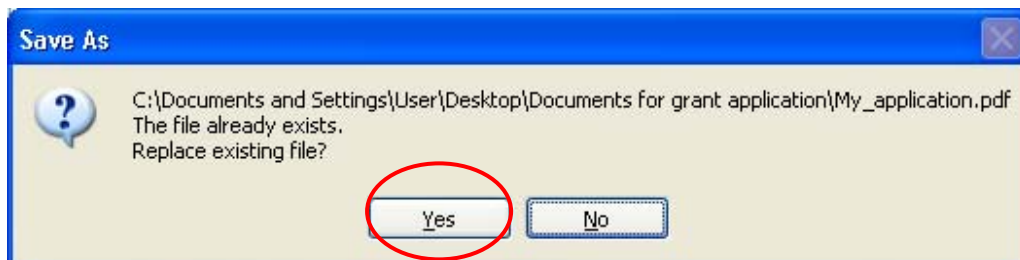 Save As
C:\Documents and Settings\User\Desktop\Documents for grant application\My_application.pdf
The file already exists.
Replace existing file?
Yes No